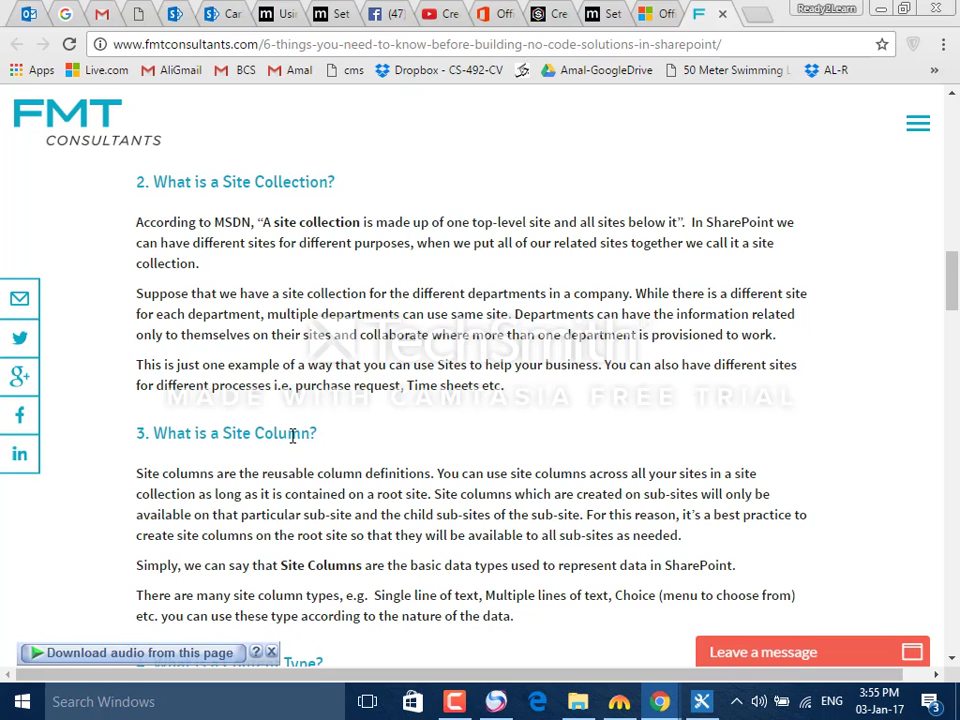 (47)
Car
Usin
Set
Cre
Offi
Cre
Set
Off
Ready2Learn
www.fmtconsultants.com/6-things-you-need-to-know-before-building-no-code-solutions-in-sharepoint/
Apps Live.com AliGmail BCS Amal cms Dropbox - CS-492-CV Amal-GoogleDrive 50 Meter Swimming AL-R »
FMT
CONSULTANTS
2. What is a Site Collection?
According to MSDN, “A site collection is made up of one top-level site and all sites below it”. In SharePoint we
can have different sites for different purposes, when we put all of our related sites together we call it a site
collection.
Suppose that we have a site collection for the different departments in a company. While there is a different site
for each department, multiple departments can use same site. Departments can have the information related
only to themselves on their sites and collaborate where more than one department is provisioned to work.
TechSmith
This is just one example of a way that you can use Sites to help your business. You can also have different sites
for different processes i.e. purchase request, Time sheets etc.
MADE WITH CAMTASIA FREE TRIAL
3. What is a Site Column?
Site columns are the reusable column definitions. You can use site columns across all your sites in a site
collection as long as it is contained on a root site. Site columns which are created on sub-sites will only be
available on that particular sub-site and the child sub-sites of the sub-site. For this reason, it’s a best practice to
create site columns on the root site so that they will be available to all sub-sites as needed.
Simply, we can say that Site Columns are the basic data types used to represent data in SharePoint.
There are many site column types, e.g. Single line of text, Multiple lines of text, Choice (menu to choose from)
etc. you can use these type according to the nature of the data.
Download audio from this page ? X
Type?
Leave a message
Search Windows
ENG
3:55 PM
03-Jan-17
3